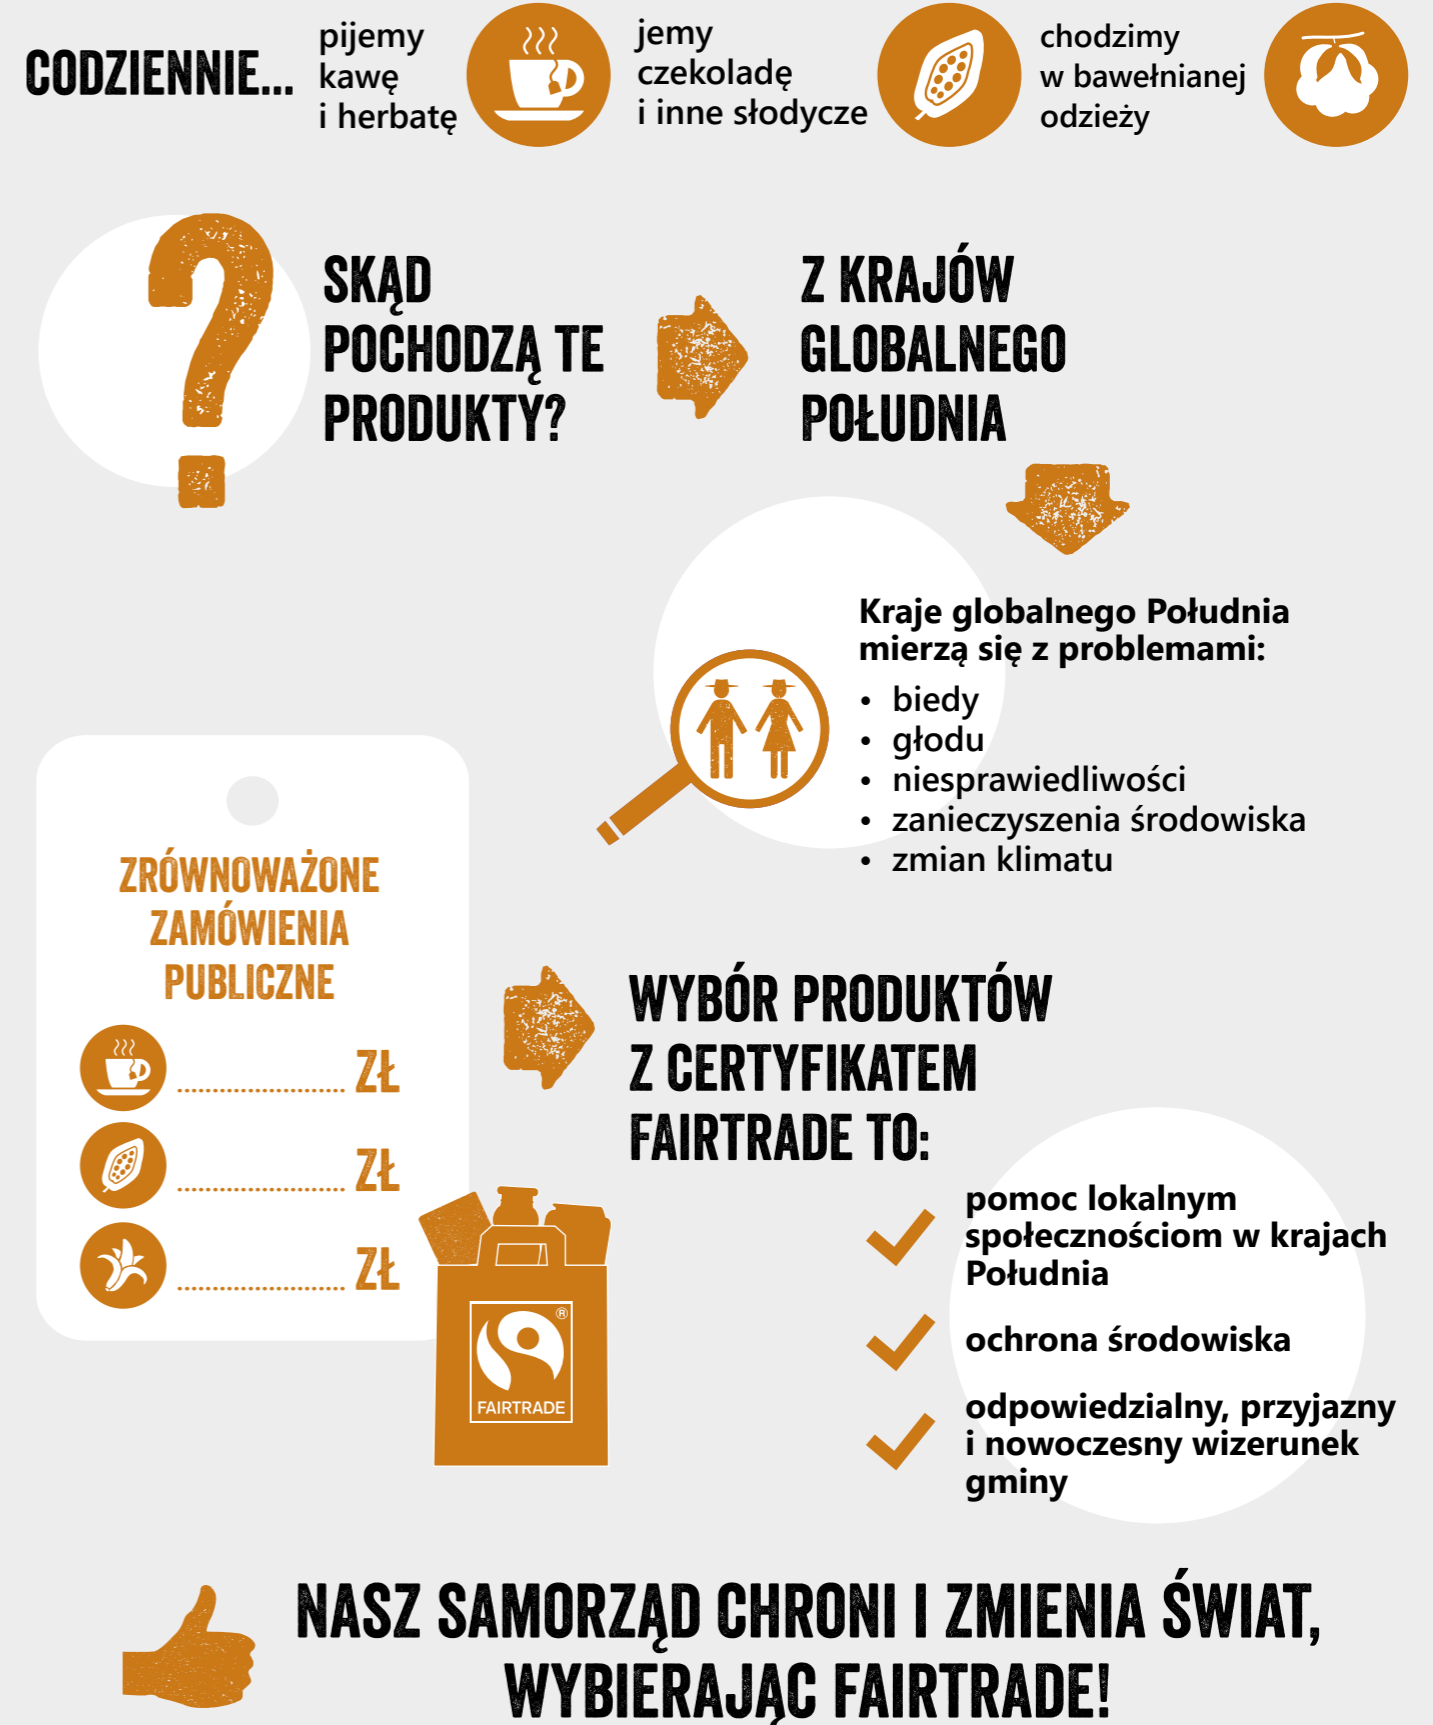 CODZIENNIE...
pijemy
kawę
i herbatę
jemy
czekoladę
i inne słodycze
chodzimy
w bawełnianej
odzieży
?
SKĄD
POCHODZĄ TE
PRODUKTY?
Z KRAJÓW
GLOBALNEGO
POŁUDNIA
Kraje globalnego Południa
mierzą się z problemami:
• biedy
• głodu
• niesprawiedliwości
• zanieczyszenia środowiska
• zmian klimatu
ZRÓWNOWAŻONE
ZAMÓWIENIA
PUBLICZNE
........................ ZŁ
........................ ZŁ
........................ ZŁ
WYBÓR PRODUKTÓW
Z CERTYFIKATEM
FAIRTRADE TO:
®
FAIRTRADE
pomoc lokalnym
społecznościom w krajach
Południa
ochrona środowiska
odpowiedzialny, przyjazny
i nowoczesny wizerunek
gminy
NASZ SAMORZĄD CHRONI I ZMIENIA ŚWIAT,
WYBIERAJĄC FAIRTRADE!